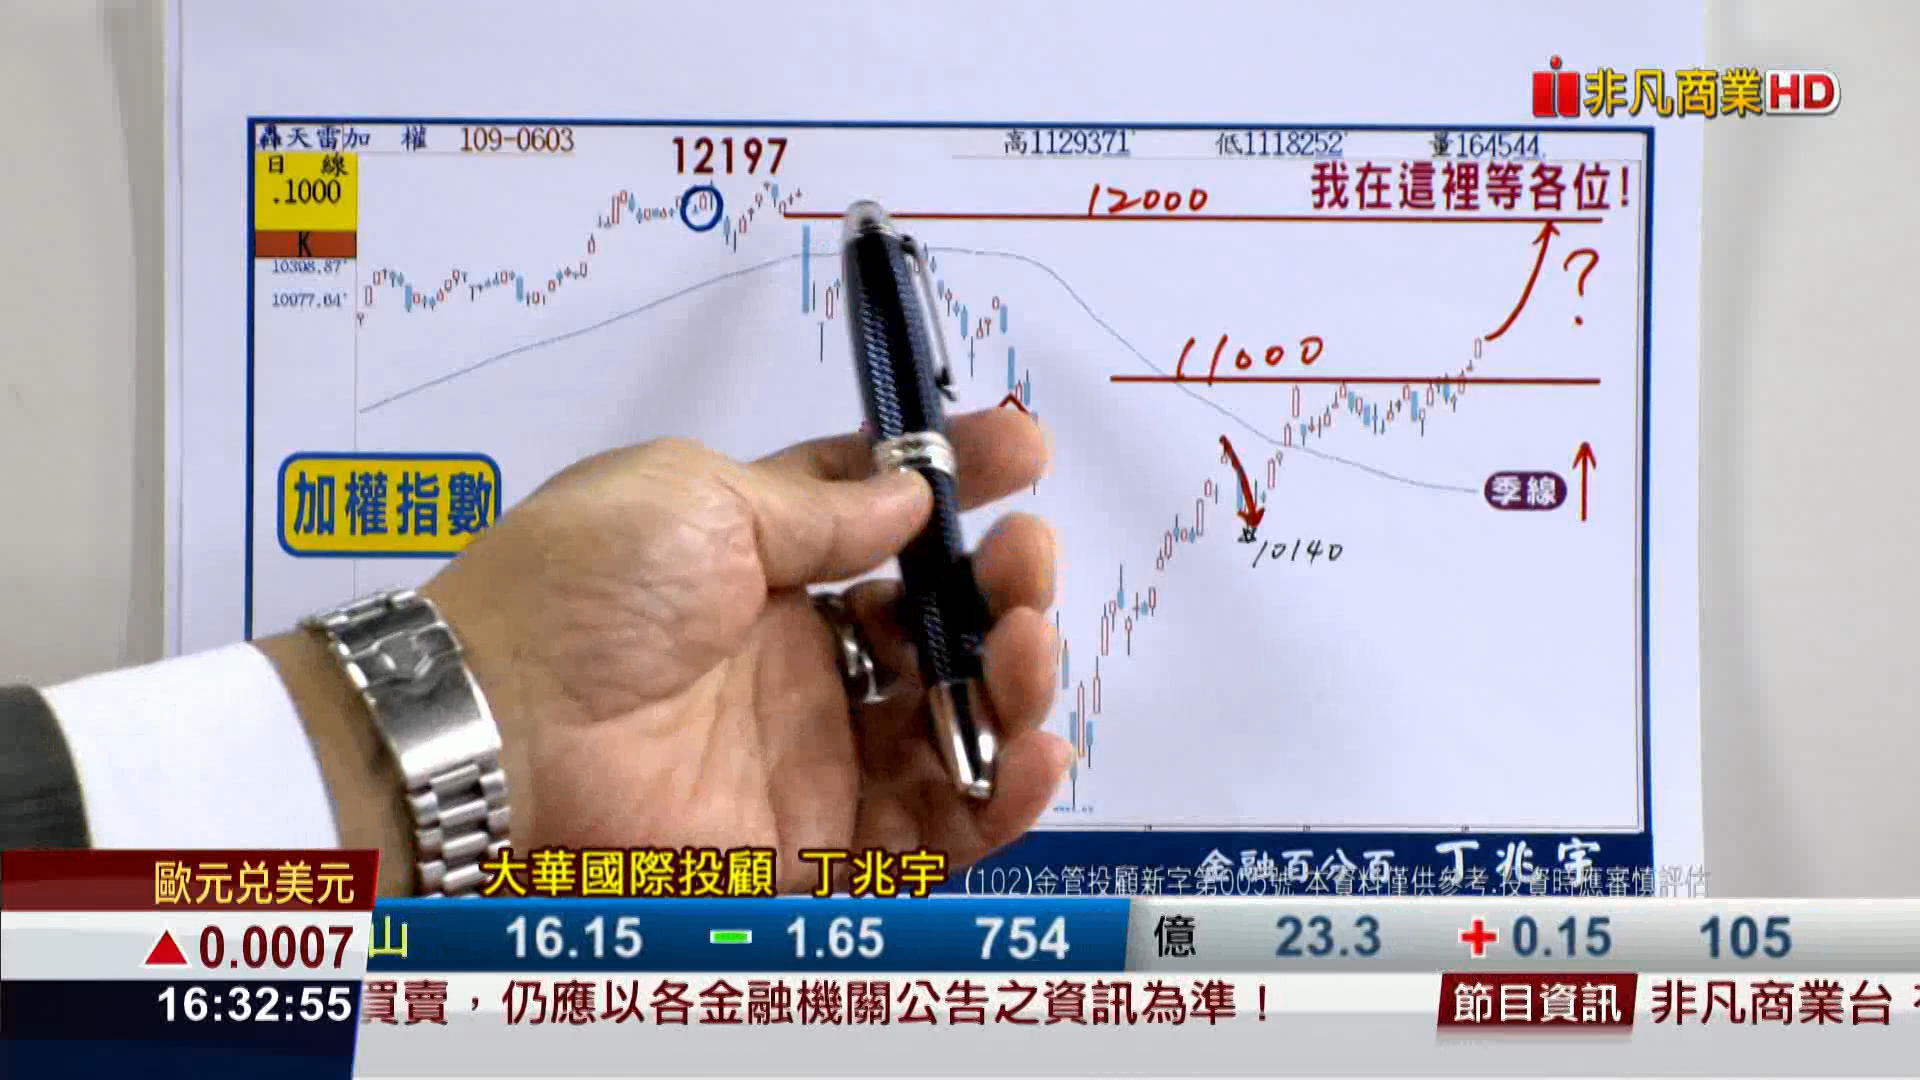 非凡商業HD
轟天雷加 權 109-0603 高1129371' 低1118252' 量164544
日 線
.1000
K
10398.87'
10077.64'
12197
12000
我在這裡等各位!
?
11000
加權指數
季線
10140
金融百分百 丁兆宇
大華國際投顧 丁兆宇
(102)金管投顧新字第005號 本資料僅供參考.投資時應審慎評估
歐元兌美元
▲0.0007
山 16.15 1.65 754 億 23.3 + 0.15 105
16:32:55
買賣,仍應以各金融機關公告之資訊為準!
節目資訊 非凡商業台